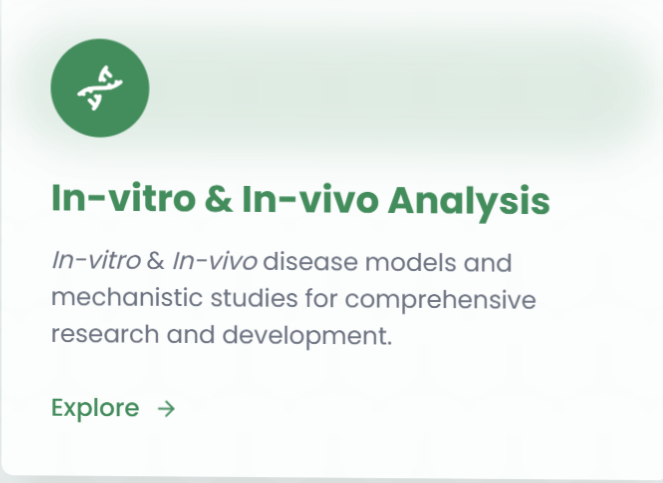 In-vitro & In-vivo Analysis
In-vitro & In-vivo disease models and
mechanistic studies for comprehensive
research and development.
Explore →